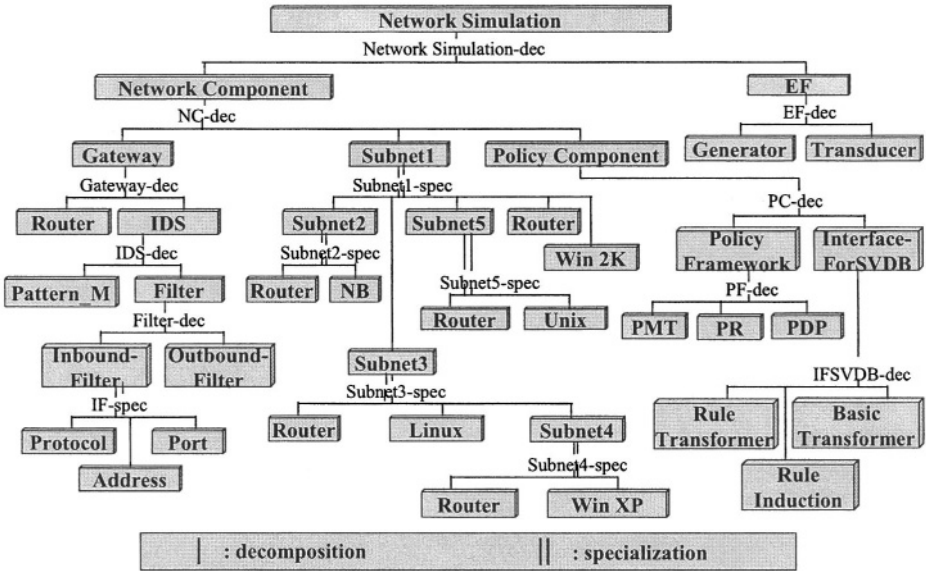 Network Simulation
Network Simulation-dec
Network Component
EF
NC-dec
EF-dec
Gateway
Subnet1
Policy Component
Generator
Transducer
Gateway-dec
Subnet1-spec
PC-dec
Router
IDS
Subnet2
Subnet5
Router
IDS-dec
Subnet2-spec
Win 2K
Policy
Framework
Interface-
ForSVDB
Pattern_M
Filter
Router
NB
Subnet5-spec
PF-dec
Filter-dec
Router
Unix
PMT
PR
PDP
Inbound-
Filter
Outbound-
Filter
Subnet3
IF-spec
Subnet3-spec
IFSVDB-dec
Protocol
Port
Router
Linux
Subnet4
Rule
Transformer
Basic
Transformer
Address
Subnet4-spec
Router
Win XP
Rule
Induction
: decomposition
: specialization